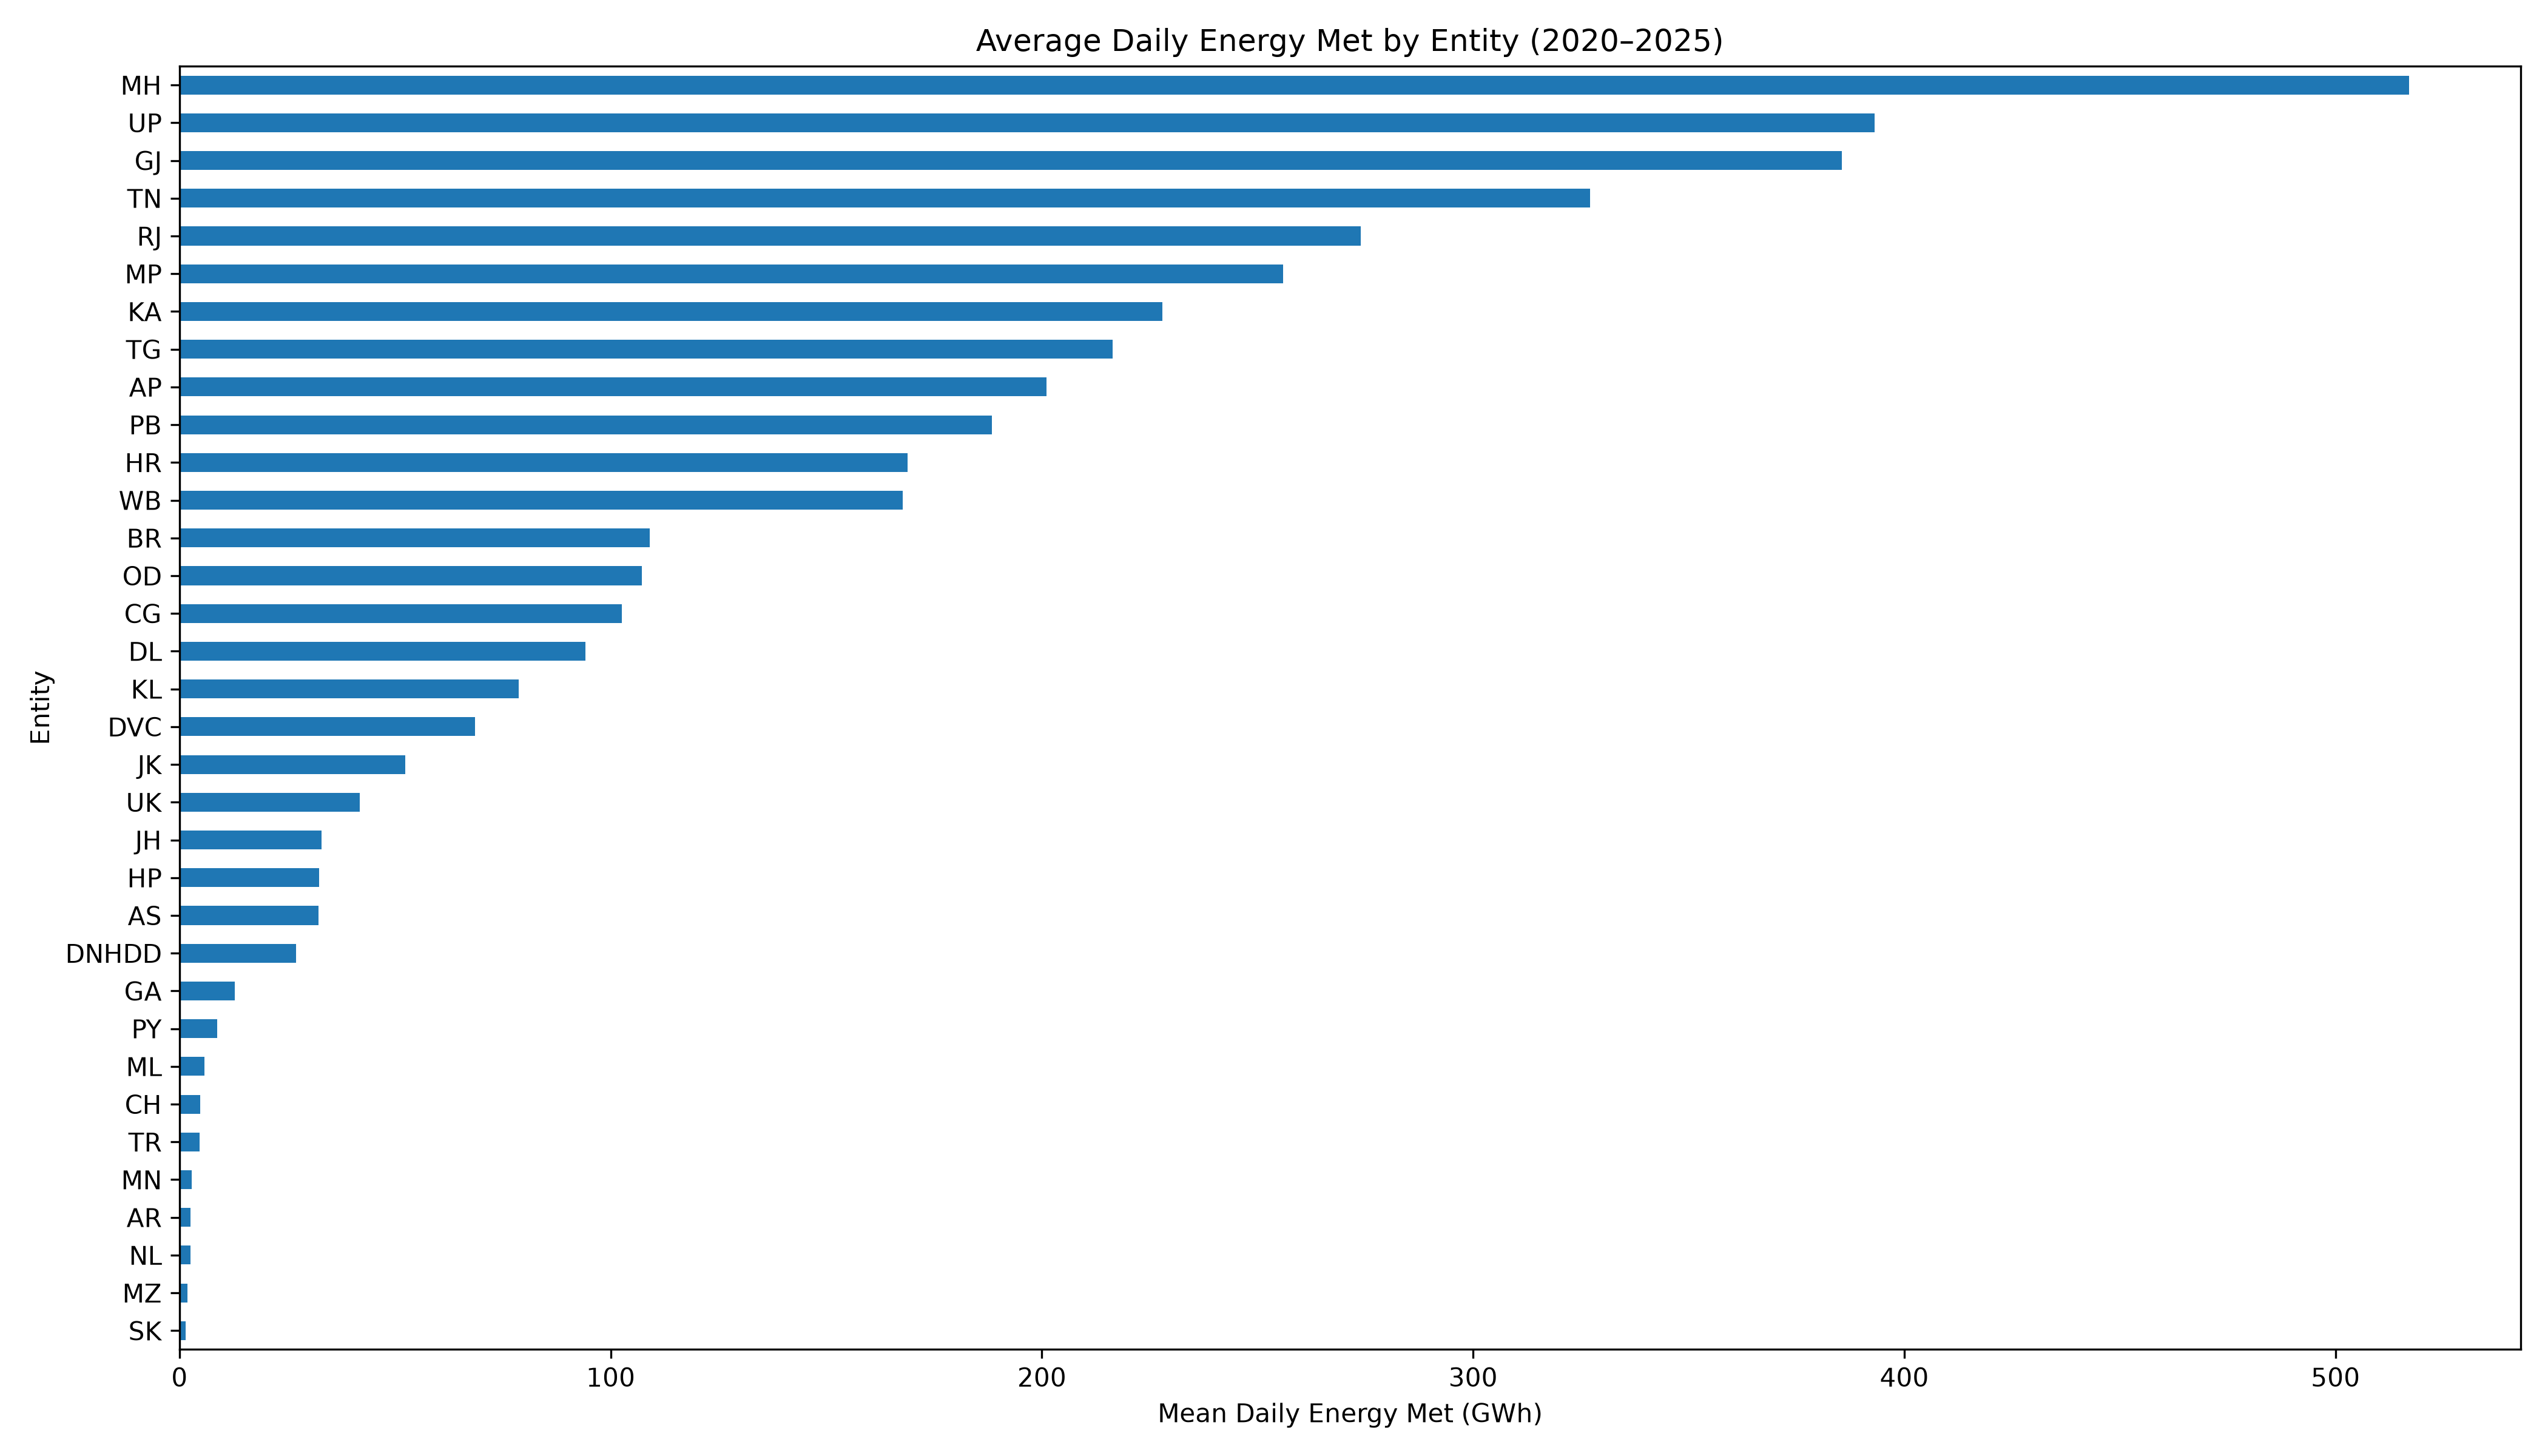 Average Daily Energy Met by Entity (2020–2025)
MH
UP
GJ
TN
RJ
MP
KA
TG
AP
PB
HR
WB
BR
OD
CG
DL
KL
DVC
JK
UK
JH
HP
AS
DNHDD
GA
PY
ML
CH
TR
MN
AR
NL
MZ
SK
Entity
0 100 200 300 400 500
Mean Daily Energy Met (GWh)